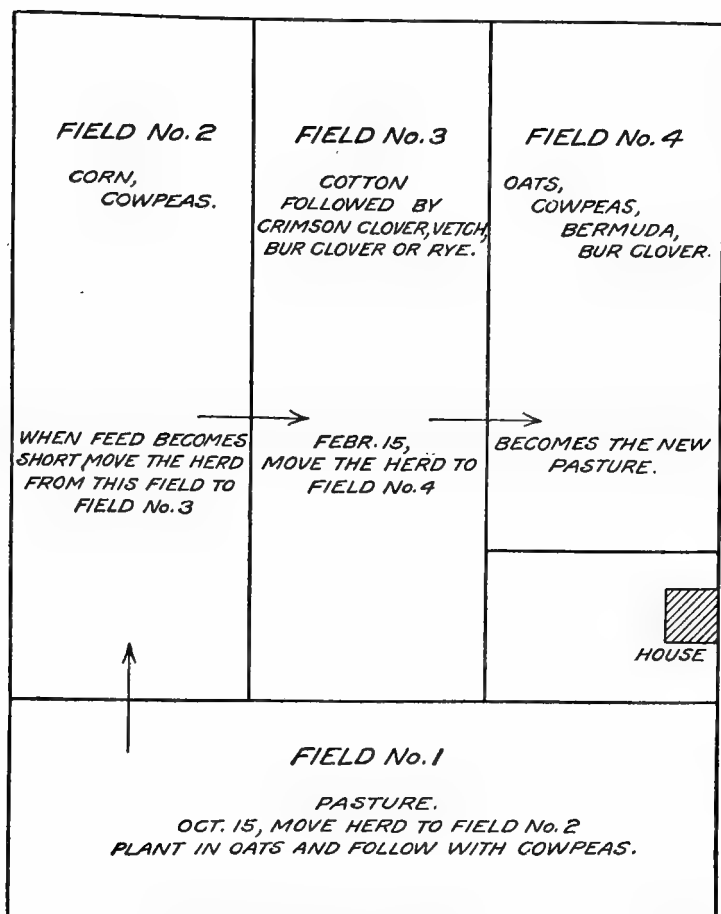 FIELD No. 2
CORN,
COWPEAS.
WHEN FEED BECOMES
SHORT, MOVE THE HERD
FROM THIS FIELD TO
FIELD No. 3
FIELD No. 3
COTTON
FOLLOWED BY
CRIMSON CLOVER, VETCH,
BUR CLOVER OR RYE.
FEBR. 15,
MOVE THE HERD TO
FIELD No. 4
FIELD No. 4
OATS,
COWPEAS,
BERMUDA,
BUR CLOVER.
BECOMES THE NEW
PASTURE.
HOUSE
FIELD No. 1
PASTURE.
OCT. 15, MOVE HERD TO FIELD No. 2
PLANT IN OATS AND FOLLOW WITH COWPEAS.